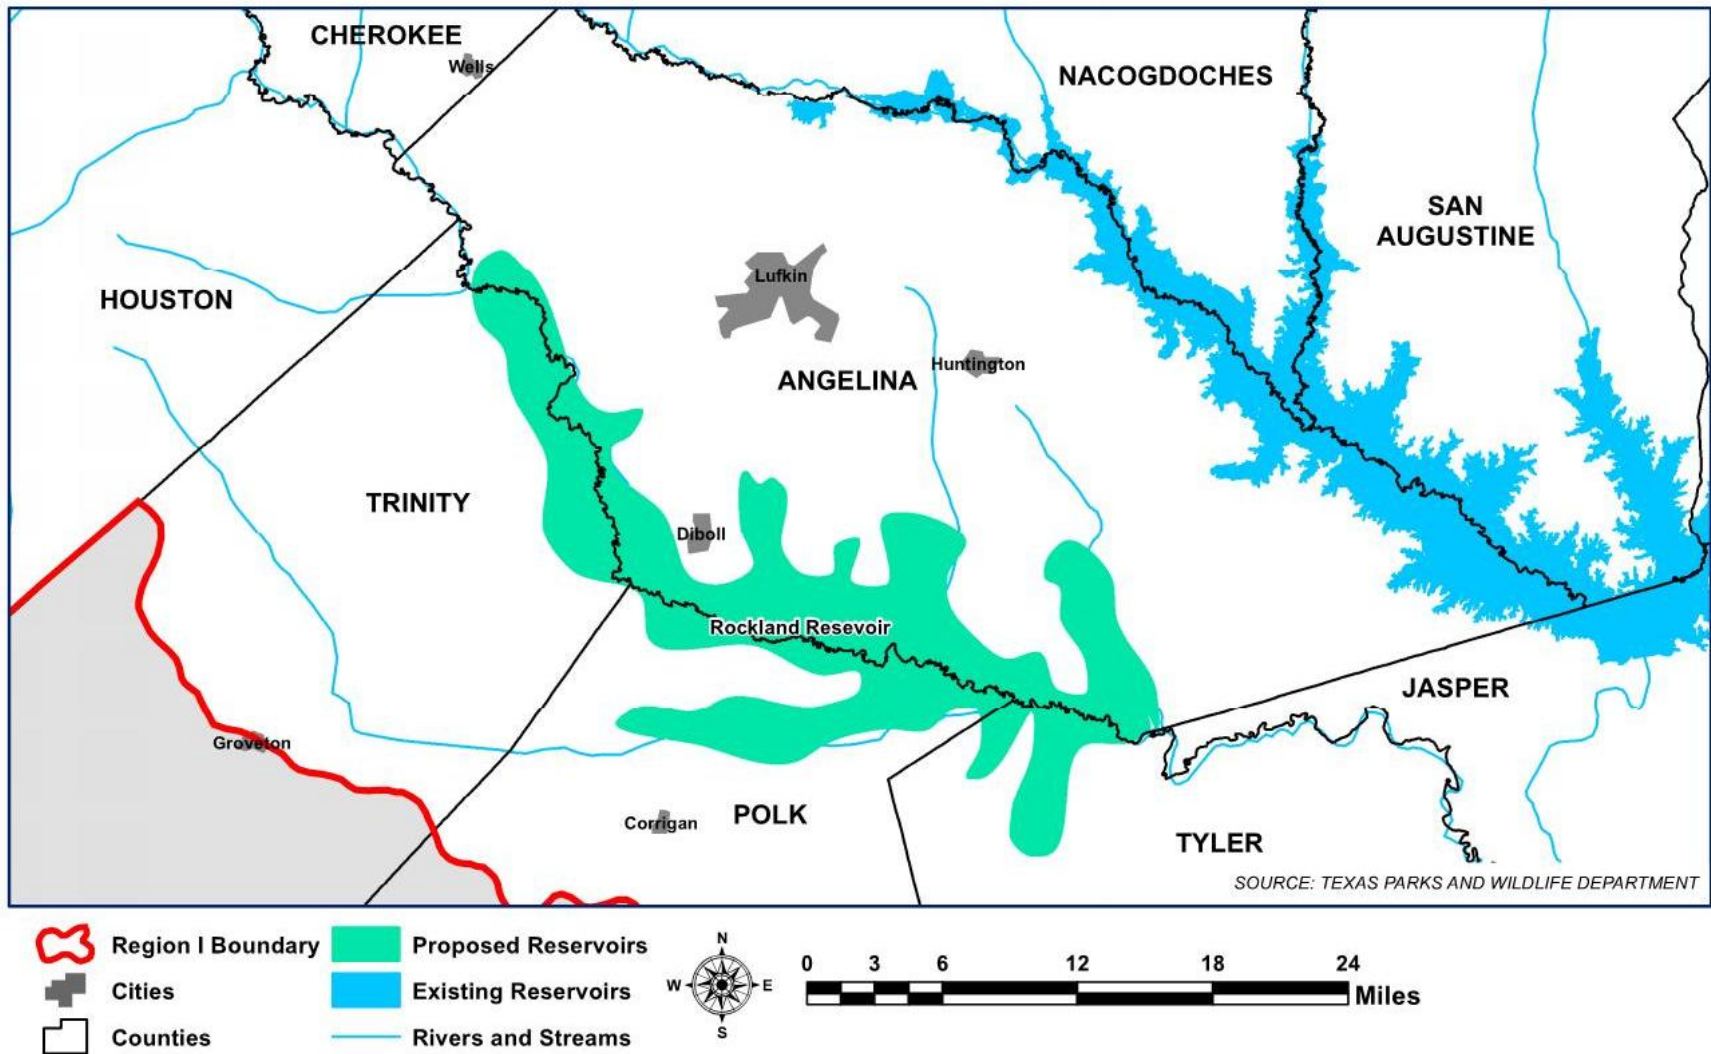 CHEROKEE
Wells
NACOGDOCHES
SAN
AUGUSTINE
HOUSTON
Lufkin
Huntington
ANGELINA
TRINITY
Diboll
Rockland Resevoir
JASPER
Groveton
Corrigan
POLK
TYLER
SOURCE: TEXAS PARKS AND WILDLIFE DEPARTMENT
Region I Boundary
Cities
Counties
Proposed Reservoirs
Existing Reservoirs
Rivers and Streams
N
W E
S
0 3 6 12 18 24
Miles